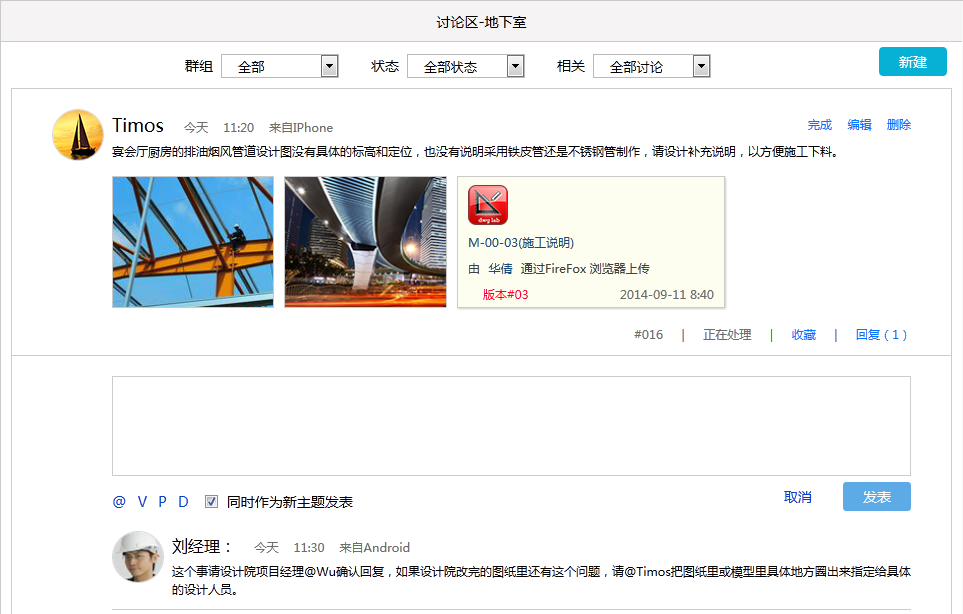 讨论区-地下室
群组 全部 状态 全部状态 相关 全部讨论 新建
Timos 今天 11:20 来自IPhone 完成 编辑 删除
宴会厅厨房的排油烟风管道设计图没有具体的标高和定位，也没有说明采用铁皮管还是不锈钢管制作，请设计补充说明，以方便施工下料。
dwg lab
M-00-03(施工说明)
由 华倩 通过FireFox 浏览器上传
版本#03 2014-09-11 8:40
#016 | 正在处理 | 收藏 | 回复 ( 1 )
@ V P D 同时作为新主题发表 取消 发表
刘经理： 今天 11:30 来自Android
这个事请设计院项目经理@Wu确认回复，如果设计院改完的图纸里还有这个问题，请@Timos把图纸里或模型里具体地方圈出来指定给具体
的设计人员。